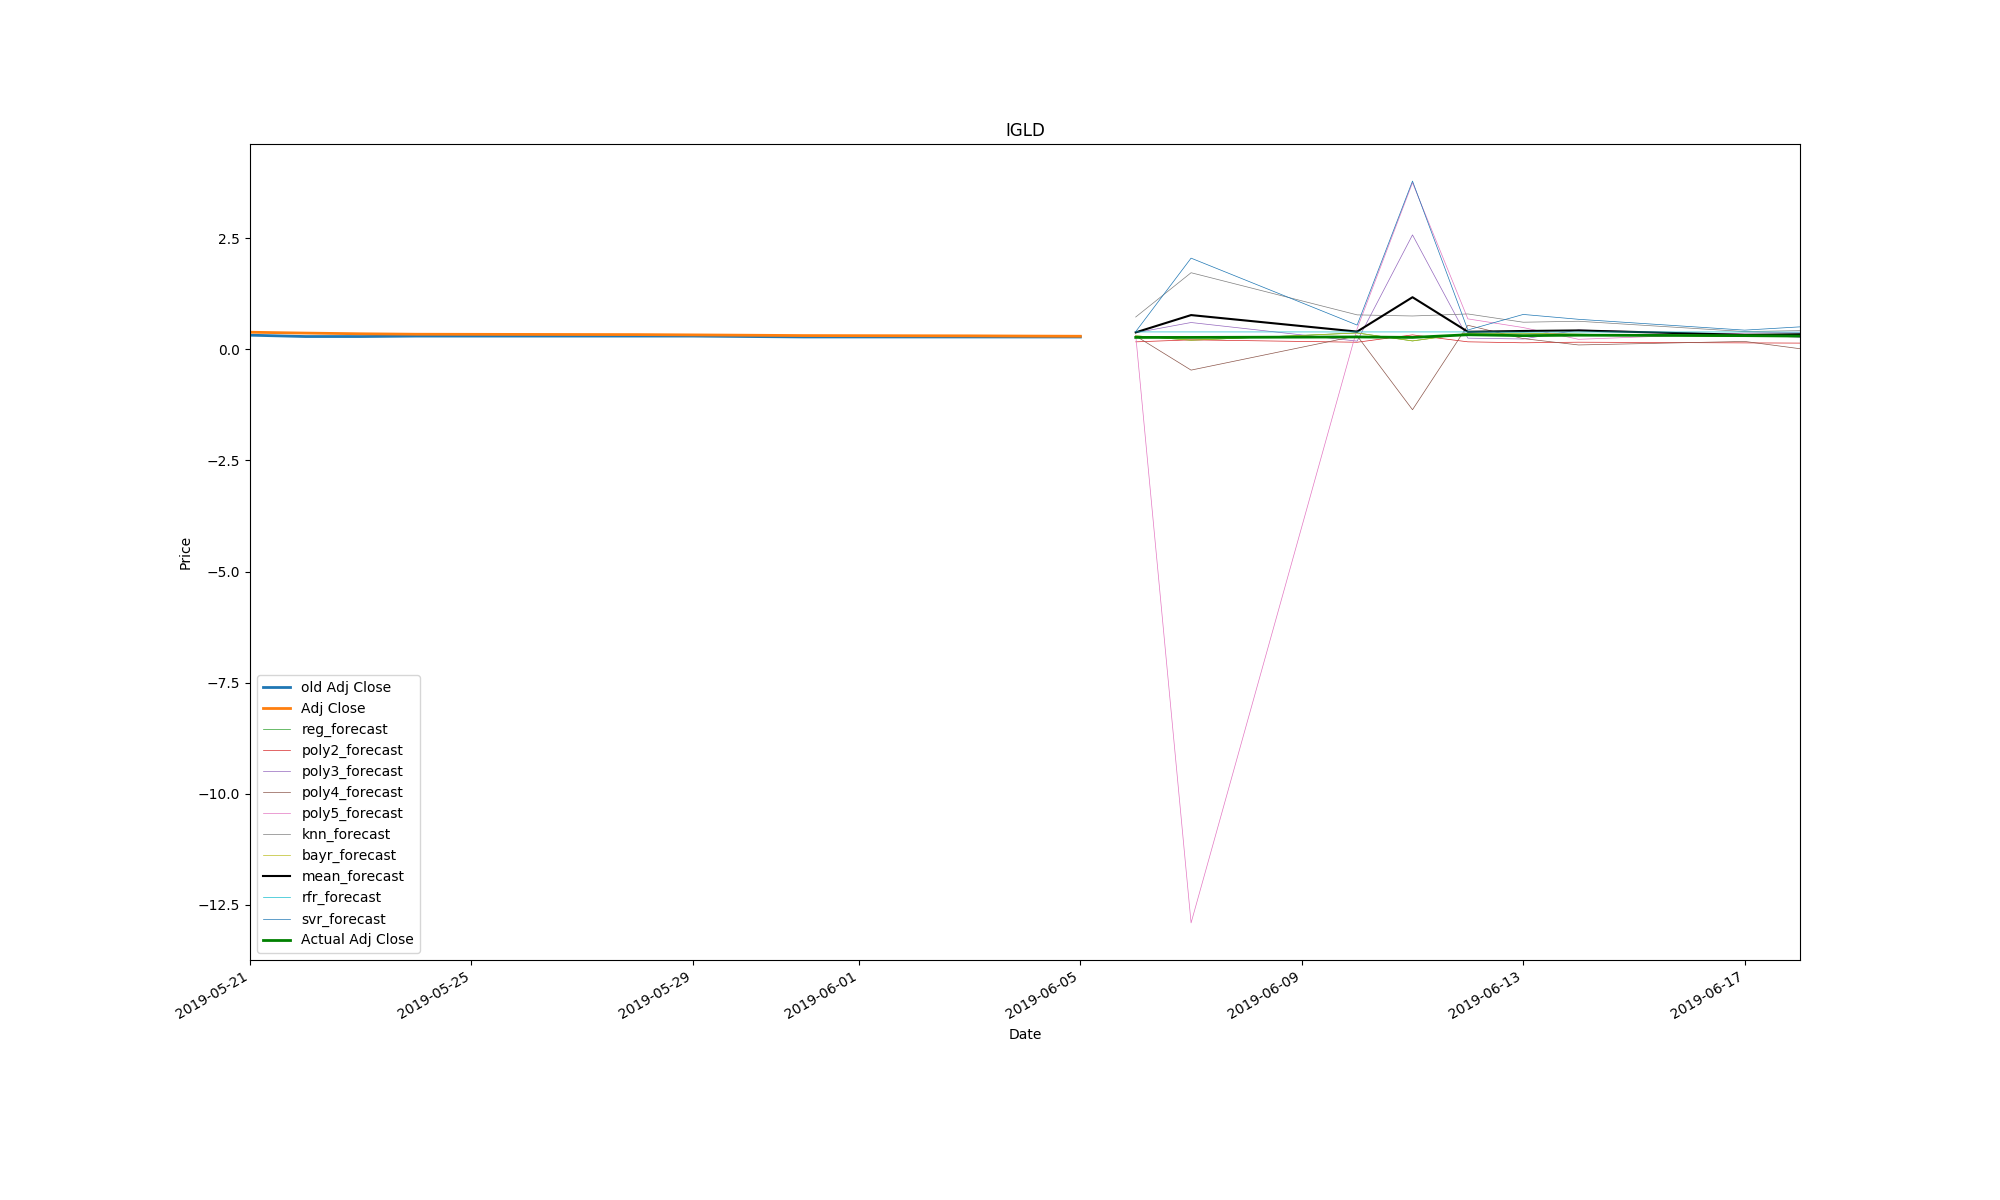 IGLD
Price
2.5
0.0
−2.5
−5.0
−7.5
−10.0
−12.5
old Adj Close
Adj Close
reg_forecast
poly2_forecast
poly3_forecast
poly4_forecast
poly5_forecast
knn_forecast
bayr_forecast
mean_forecast
rfr_forecast
svr_forecast
Actual Adj Close
2019-05-21
2019-05-25
2019-05-29
2019-06-01
2019-06-05
2019-06-09
2019-06-13
2019-06-17
Date